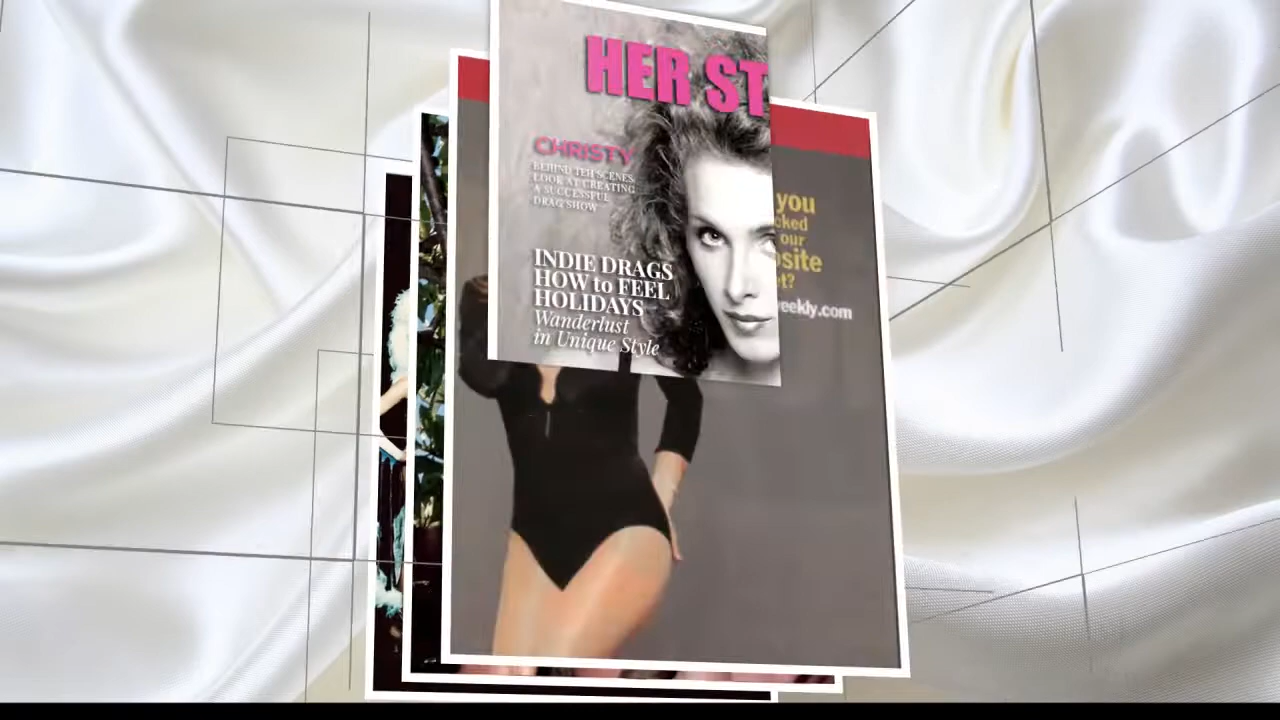 HER ST
CHRISTY
BEHIND TEH SCENES
LOOK AT CREATING
A SUCCESSFUL
DRAG SHOW
INDIE DRAGS
HOW to FEEL
HOLIDAYS
Wanderlust
in Unique Style
you
cked
our
site
et?
eekly.com